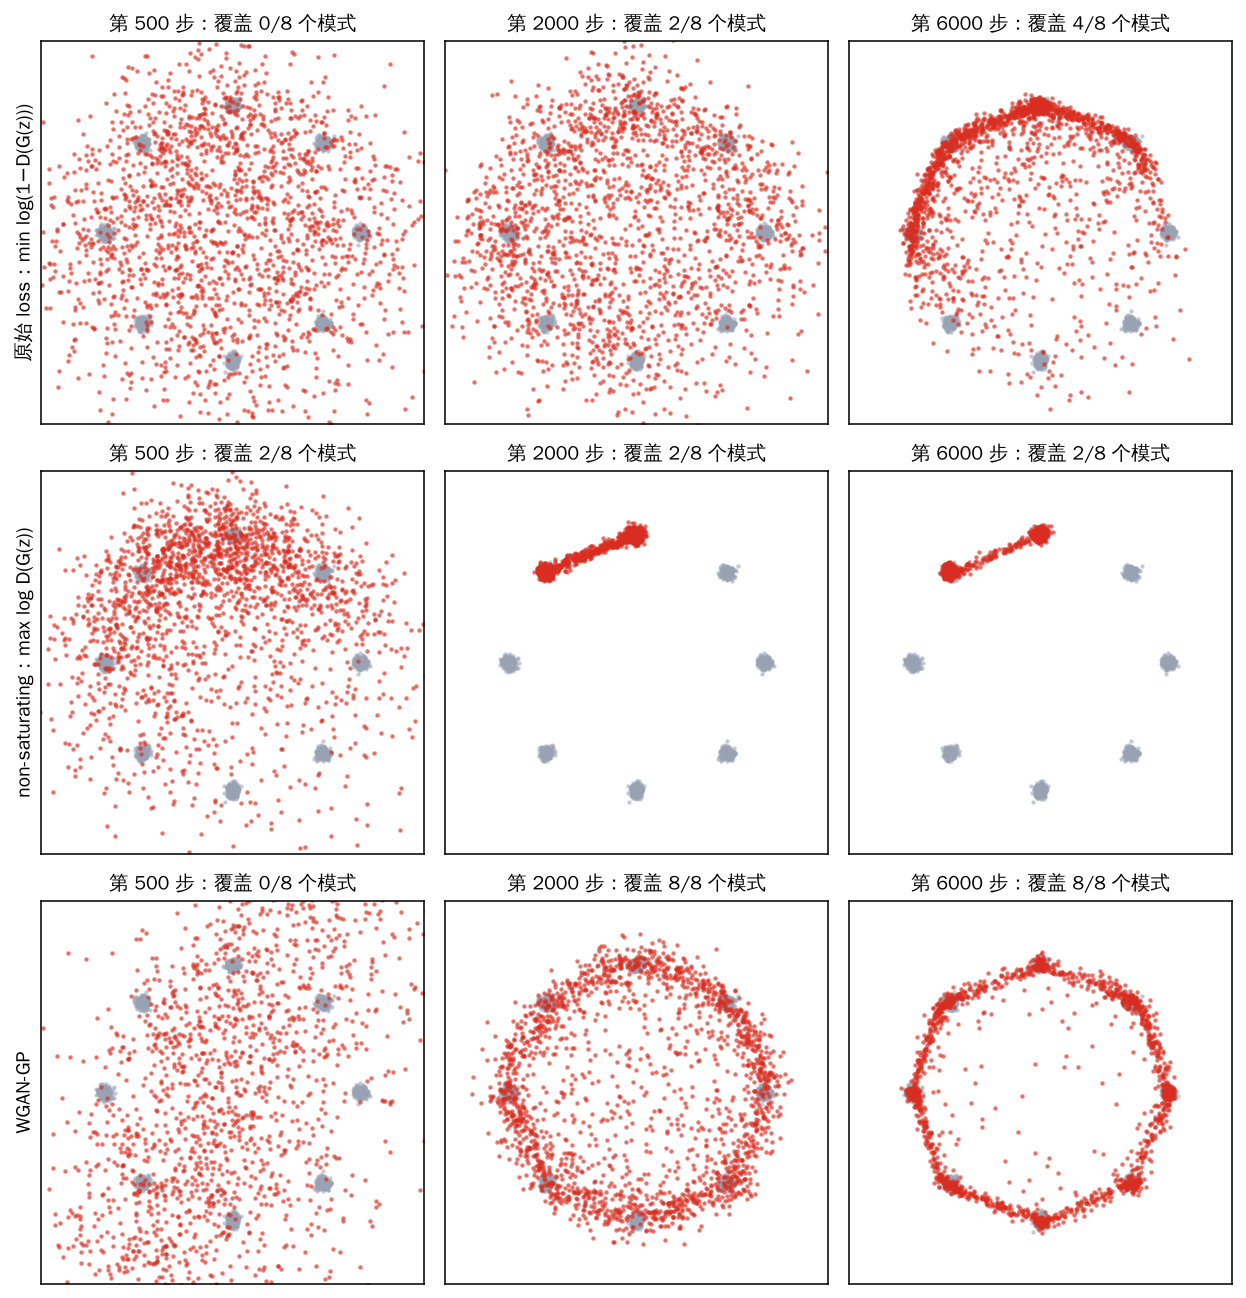 第 500 步：覆盖 0/8 个模式
第 2000 步：覆盖 2/8 个模式
第 6000 步：覆盖 4/8 个模式
原始 loss：min log(1−D(G(z)))
第 500 步：覆盖 2/8 个模式
第 2000 步：覆盖 2/8 个模式
第 6000 步：覆盖 2/8 个模式
non-saturating：max log D(G(z))
第 500 步：覆盖 0/8 个模式
第 2000 步：覆盖 8/8 个模式
第 6000 步：覆盖 8/8 个模式
WGAN-GP